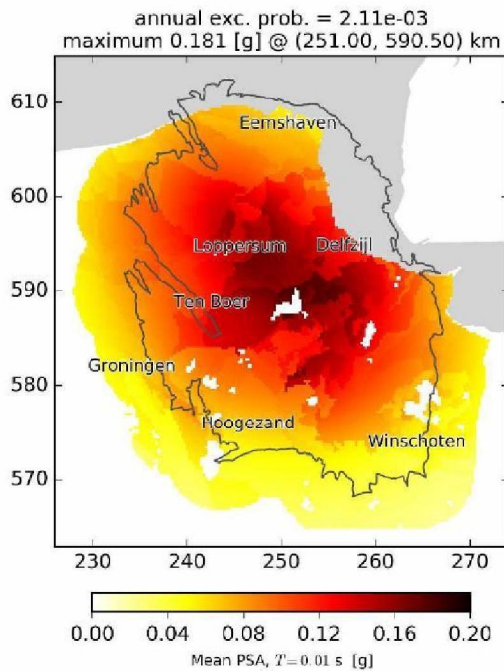 annual exc. prob. = 2.11e-03
maximum 0.181 [g] @ (251.00, 590.50) km
610
Eemshaven
600
Loppersum Delfzijl
590
Ten Boer
Groningen
580
Hoogezand
Winschoten
570
230 240 250 260 270
0.00 0.04 0.08 0.12 0.16 0.20
Mean PSA, T = 0.01 s [g]